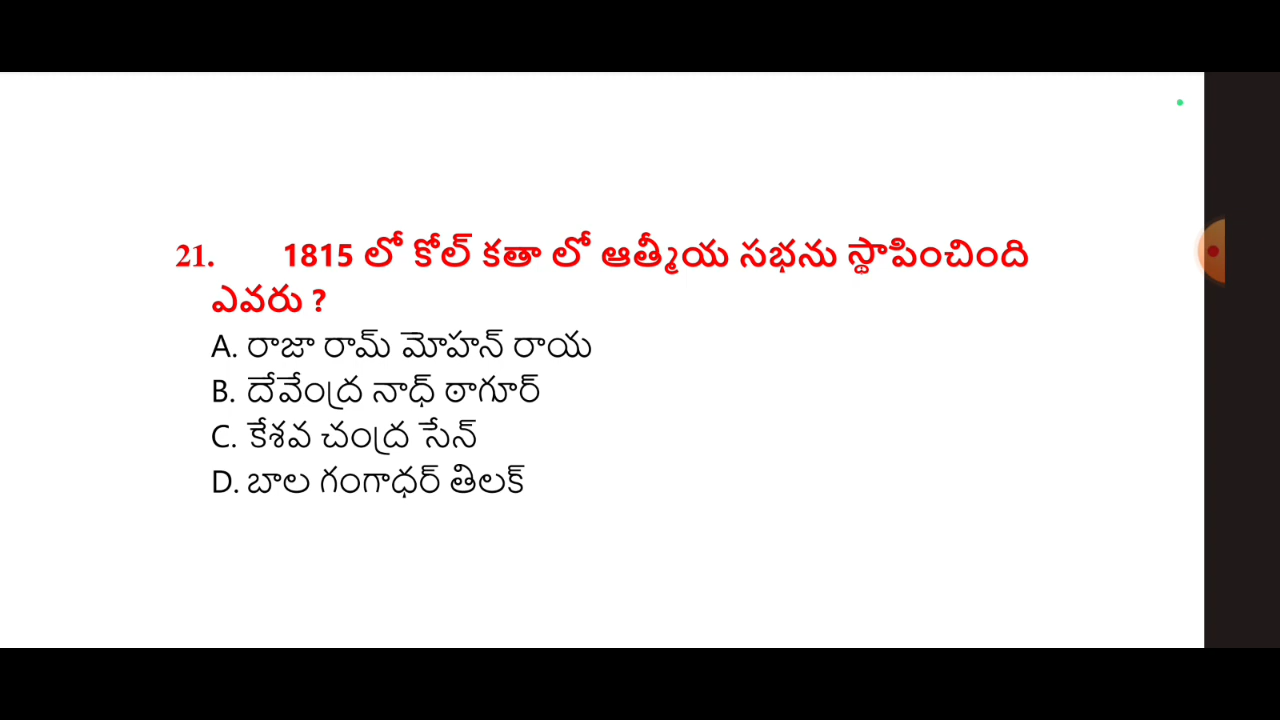 21. 1815 లో కోల్ కతా లో ఆత్మీయ సభను స్థాపించింది
ఎవరు ?
A. రాజా రామ్ మోహన్ రాయ
B. దేవేంద్ర నాధ్ ఠాగూర్
C. కేశవ చంద్ర సేన్
D. బాల గంగాధర్ తిలక్